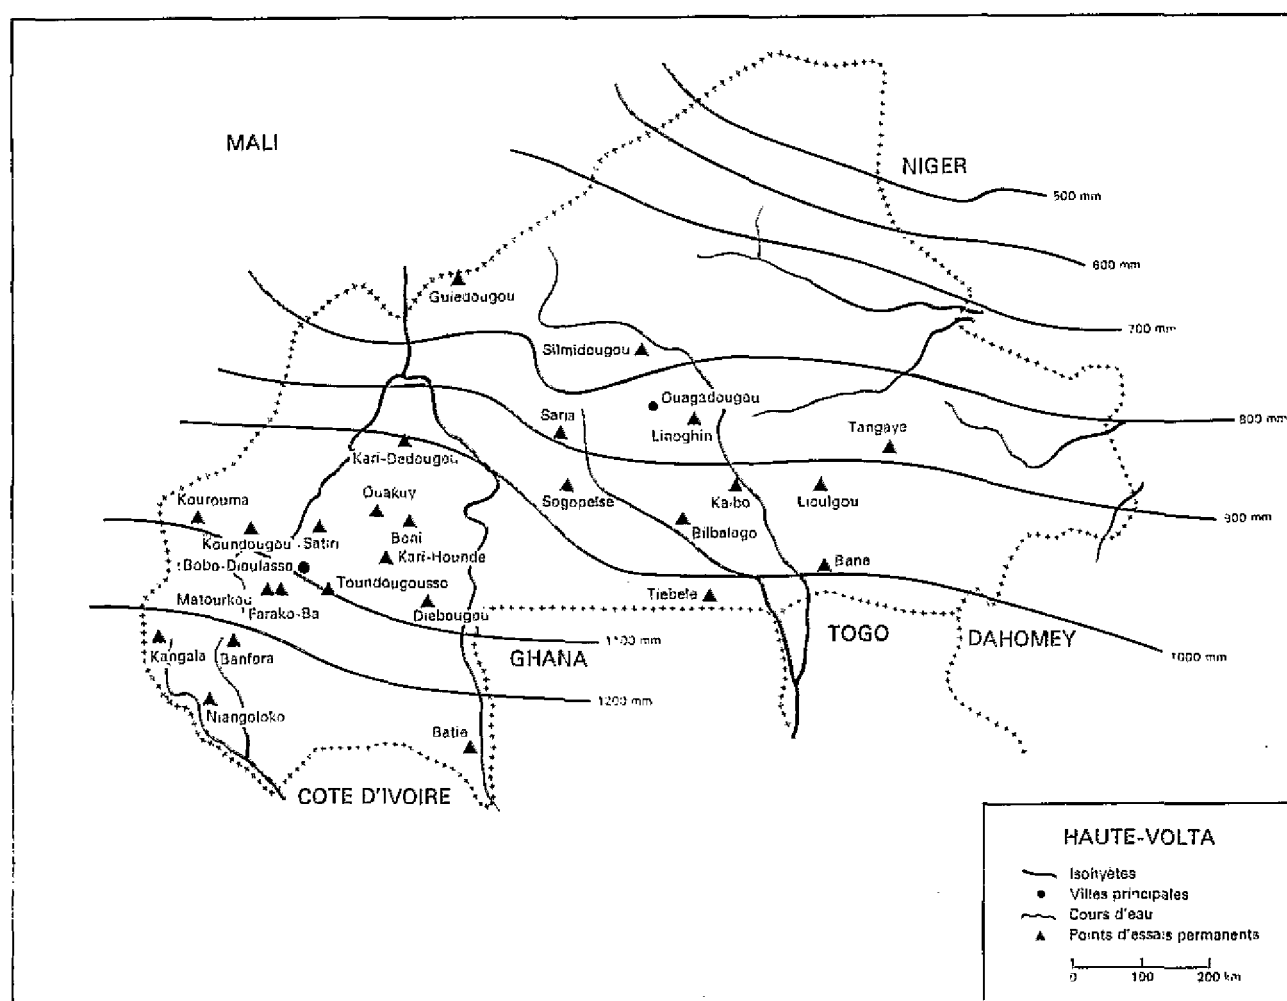 MALI
NIGER
500 mm
600 mm
Guiedougou
700 mm
Silmidougou
Ouagadougou
Saria
Linoghin
800 mm
Tangaye
Kari-Dedougou
Kourouma
Ouakuy
Sogopelse
Kaibo
Lioulgou
900 mm
Koundougou
Satiri
Boni
Bilbalogo
Kari-Hounde
Bobo-Dioulasso
Bane
Matourkou
Farako-Ba
Toundougousso
Diebougou
Tiebele
1100 mm
TOGO
DAHOMEY
Kangala
Banfora
GHANA
1000 mm
1200 mm
Niangoloko
Batie
COTE D'IVOIRE
HAUTE-VOLTA
Isohyètes
Villes principales
Cours d'eau
Points d'essais permanents
0 100 200 km